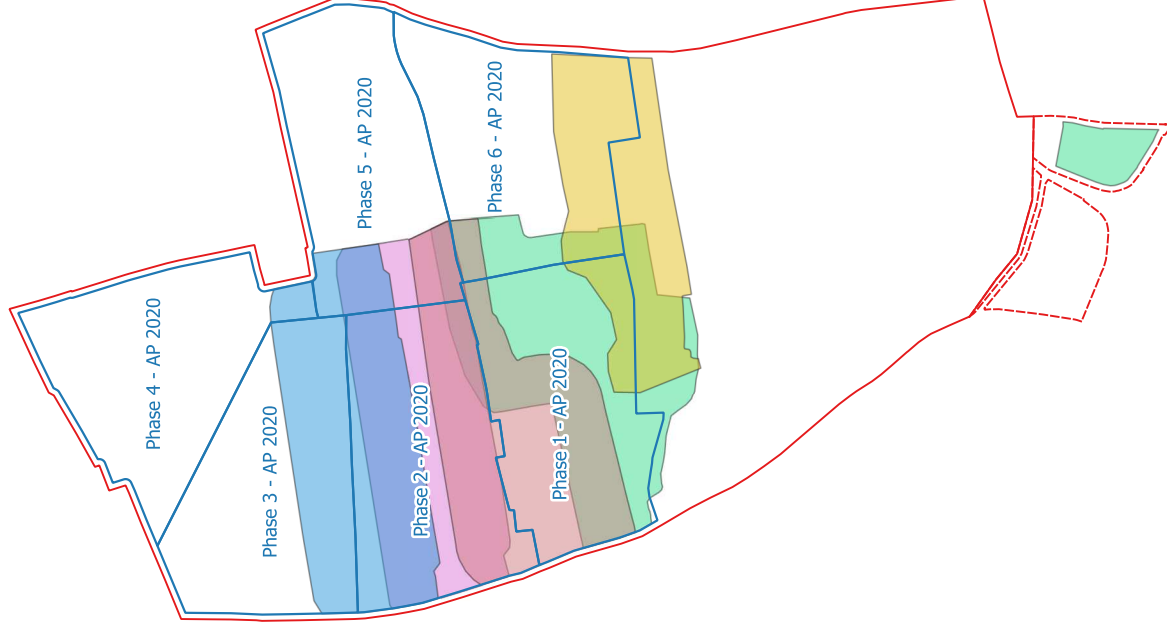 Phase 5 - AP 2020
Phase 6 - AP 2020
Phase 4 - AP 2020
Phase 3 - AP 2020
Phase 2 - AP 2020
Phase 1 - AP 2020